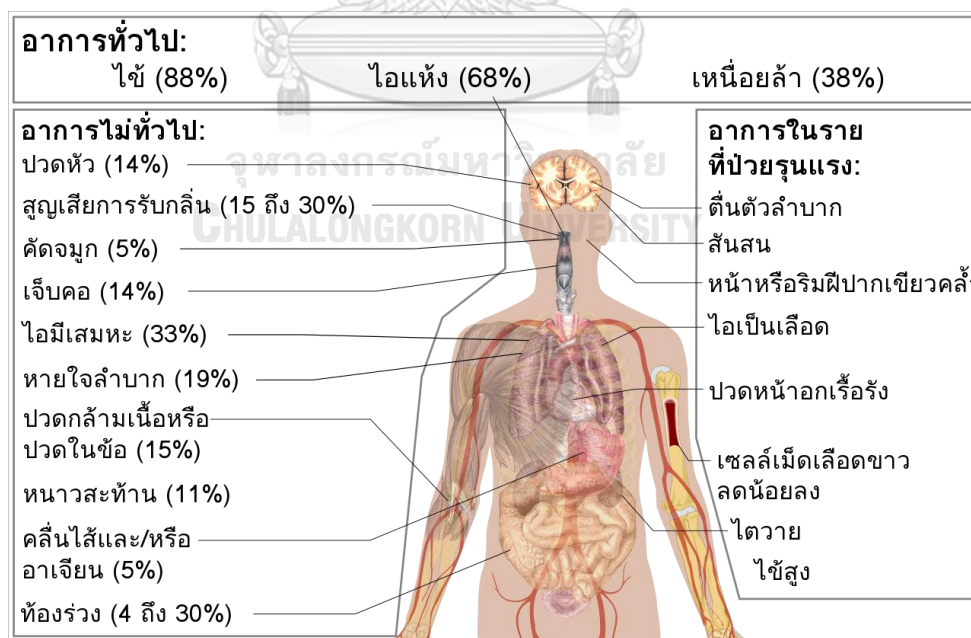 อาการทั่วไป:
ไข้ (88%) ไอแห้ง (68%) เหนื่อยล้า (38%)
อาการไม่ทั่วไป:
ปวดหัว (14%)
สูญเสียการรับกลิ่น (15 ถึง 30%)
คัดจมูก (5%)
เจ็บคอ (14%)
ไอมีเสมหะ (33%)
หายใจลำบาก (19%)
ปวดกล้ามเนื้อหรือ
ปวดในข้อ (15%)
หนาวสะท้าน (11%)
คลื่นไส้และ/หรือ
อาเจียน (5%)
ท้องร่วง (4 ถึง 30%)
จุฬาลงกรณ์มหาวิทยาลัย
CHULALONGKORN UNIVERSITY
อาการในราย
ที่ป่วยรุนแรง:
ตื่นตัวลำบาก
สันสน
หน้าหรือริมฝีปากเขียวคล้ำ
ไอเป็นเลือด
ปวดหน้าอกเรื้อรัง
เซลล์เม็ดเลือดขาว
ลดน้อยลง
ไตวาย
ไข้สูง